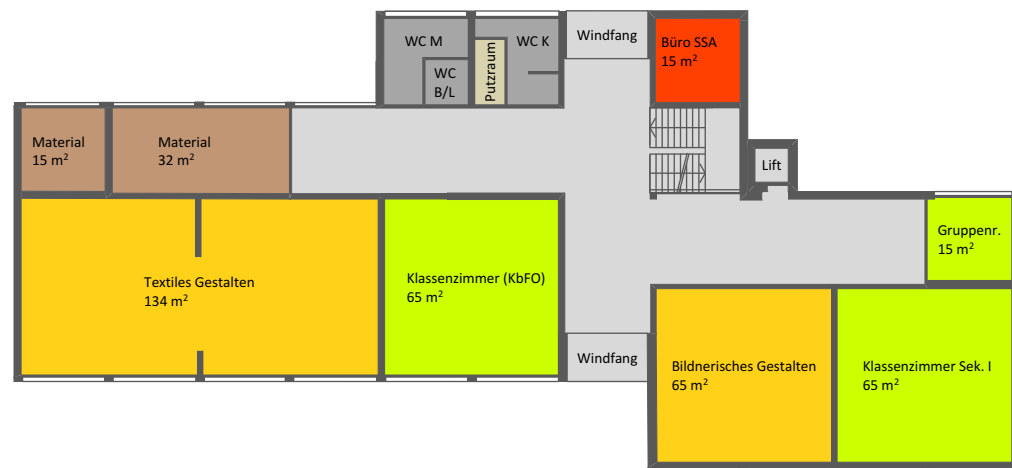 WC M
WC
B/L
Putzraum
WC K
Windfang
Büro SSA
15 m²
Material
15 m²
Material
32 m²
Lift
Gruppenr.
15 m²
Textiles Gestalten
134 m²
Klassenzimmer (KbFO)
65 m²
Windfang
Bildnerisches Gestalten
65 m²
Klassenzimmer Sek. I
65 m²